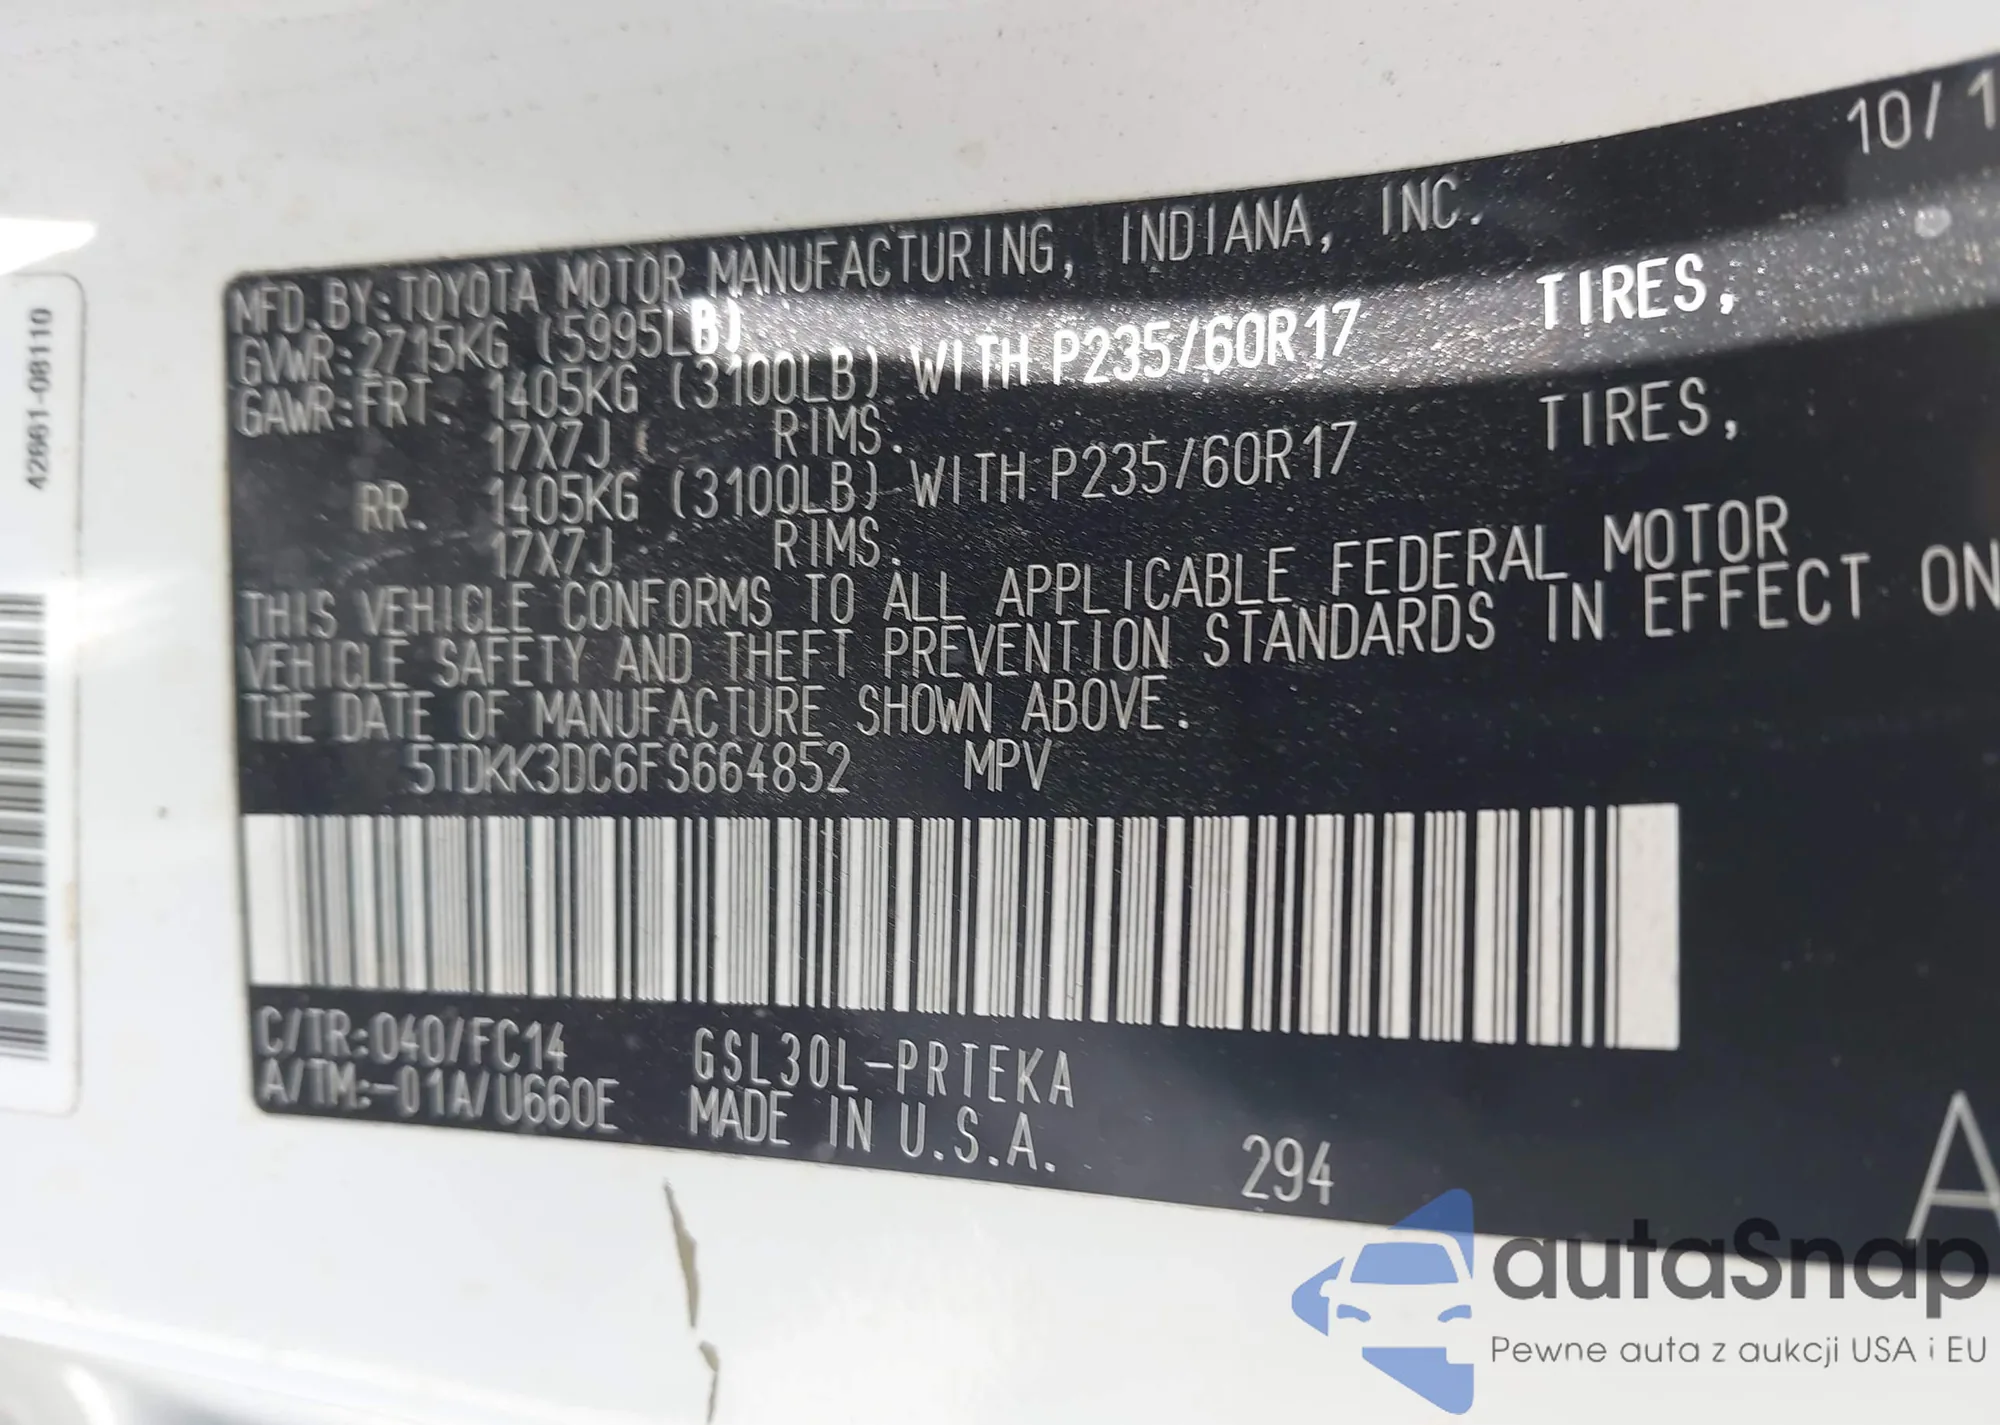 10/1
MFD. BY: TOYOTA MOTOR MANUFACTURING, INDIANA, INC.
GVWR: 2715KG (5995LB)
GAWR: FRT. 1405KG (3100LB) WITH P235/60R17 TIRES,
17X7J RIMS.
RR. 1405KG (3100LB) WITH P235/60R17 TIRES,
17X7J RIMS.
THIS VEHICLE CONFORMS TO ALL APPLICABLE FEDERAL MOTOR
VEHICLE SAFETY AND THEFT PREVENTION STANDARDS IN EFFECT ON
THE DATE OF MANUFACTURE SHOWN ABOVE.
5TDKK3DC6FS664852 MPV
C/TR: 040/FC14 GSL30L-PRTEKA
A/TM:-01A/U660E MADE IN U.S.A.
294
A
42661-08110
autaSnap
Pewne auta z aukcji USA i EU